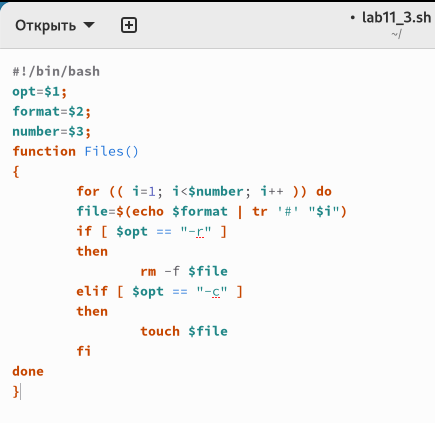 Открыть
• lab11_3.sh
~/
#!/bin/bash
opt=$1;
format=$2;
number=$3;
function Files()
{
for (( i=1; i<$number; i++ )) do
file=$(echo $format | tr '#' "$i")
if [ $opt == "-r" ]
then
rm -f $file
elif [ $opt == "-c" ]
then
touch $file
fi
done
}